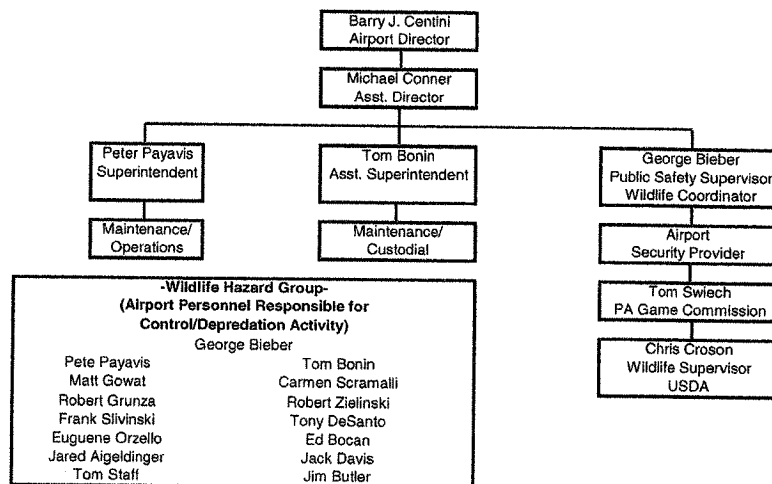 Barry J. Centini
Airport Director
Michael Conner
Asst. Director
Peter Payavis
Superintendent
Tom Bonin
Asst. Superintendent
George Bieber
Public Safety Supervisor
Wildlife Coordinator
Maintenance/
Operations
Maintenance/
Custodial
Airport
Security Provider
Tom Swiech
PA Game Commission
Chris Croson
Wildlife Supervisor
USDA
-Wildlife Hazard Group-
(Airport Personnel Responsible for
Control/Depredation Activity)
George Bieber
Pete Payavis Tom Bonin
Matt Gowat Carmen Scramalli
Robert Grunza Robert Zielinski
Frank Slivinski Tony DeSanto
Euguene Orzello Ed Bocan
Jared Aigeldinger Jack Davis
Tom Staff Jim Butler